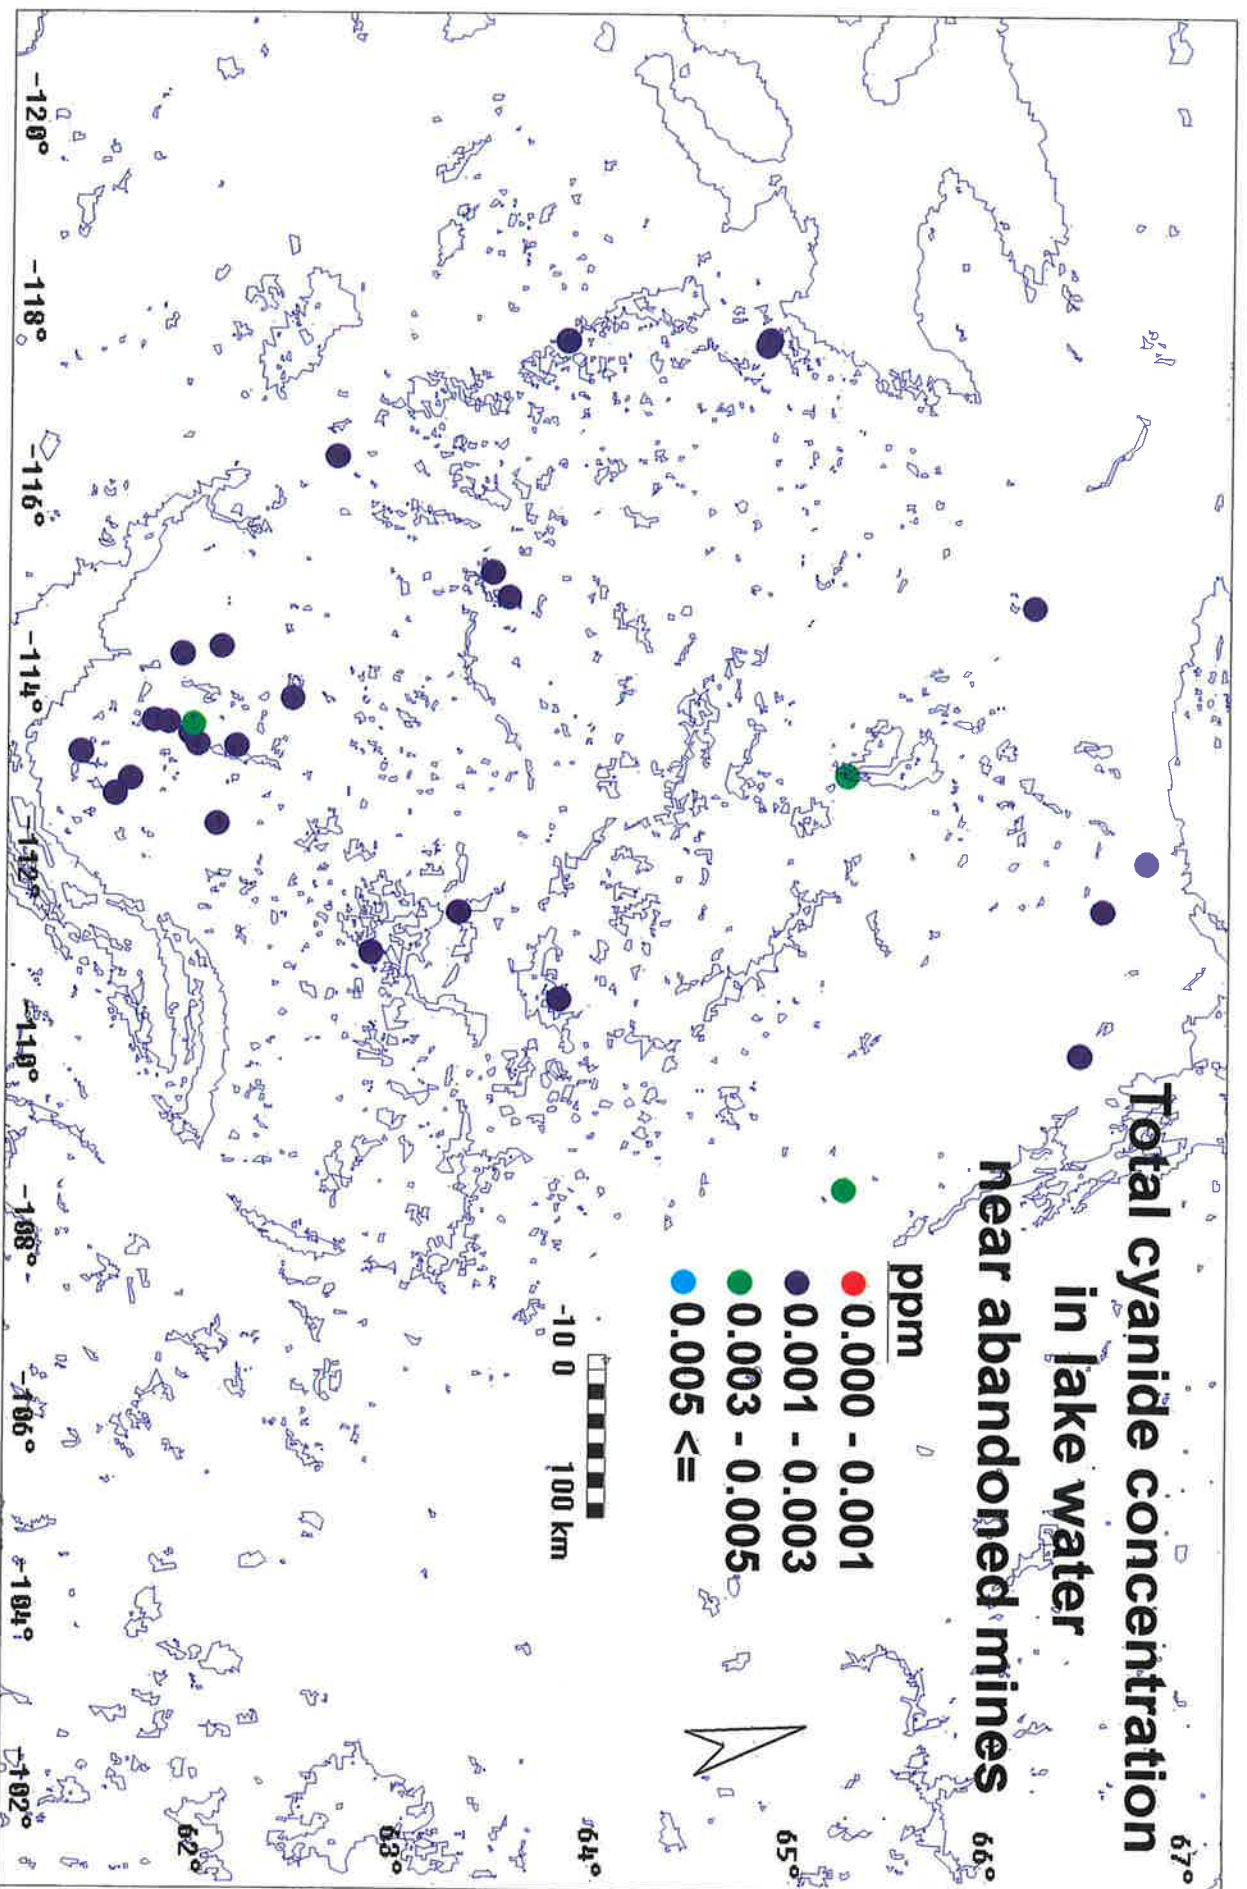 Total cyanide concentration
in lake water
near abandoned mines
ppm
0.000 - 0.001
0.001 - 0.003
0.003 - 0.005
0.005 <=
-10 0 100 km
67°
66°
65°
64°
63°
62°
-120° -118° -116° -114° -112° -110° -108° -106° -104° -102°